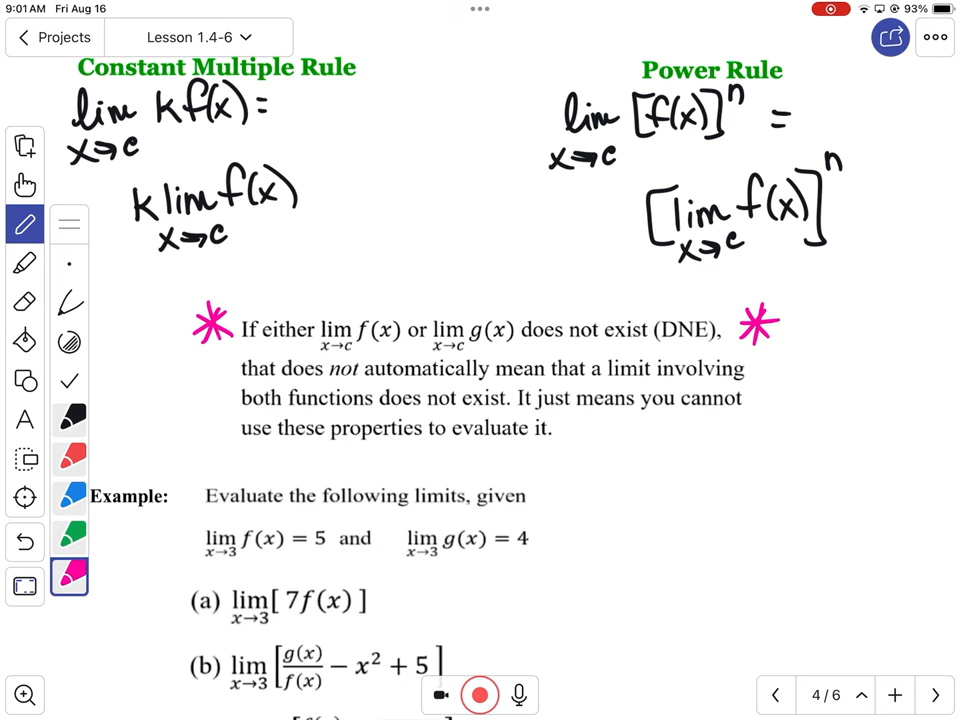 9:01 AM Fri Aug 16
93%
Projects
Lesson 1.4-6
Constant Multiple Rule
Power Rule
lim kf(x) =
x→c
k lim f(x)
x→c
lim [f(x)]^n =
x→c
[lim f(x)]^n
x→c
If either lim f(x) or lim g(x) does not exist (DNE),
x→c x→c
that does not automatically mean that a limit involving
both functions does not exist. It just means you cannot
use these properties to evaluate it.
Example: Evaluate the following limits, given
lim f(x) = 5 and lim g(x) = 4
x→3 x→3
(a) lim[ 7f(x) ]
x→3
(b) lim [g(x)/f(x) − x² + 5]
x→3
4/6